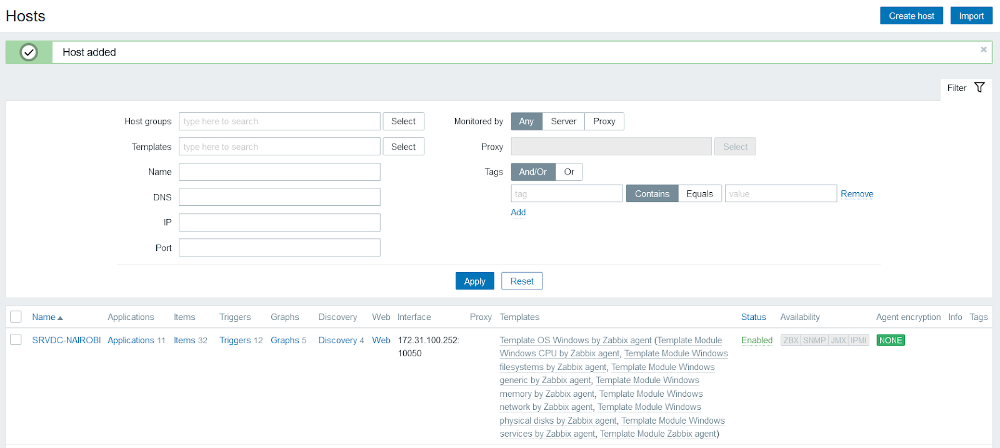 Hosts
Create host
Import
Host added
Filter
Host groups
type here to search
Select
Monitored by
Any
Server
Proxy
Templates
type here to search
Select
Proxy
Select
Name
Tags
And/Or
Or
DNS
tag
Contains
Equals
value
Remove
Add
IP
Port
Apply
Reset
Name Applications Items Triggers Graphs Discovery Web Interface Proxy Templates Status Availability Agent encryption Info Tags
SRVDC-NAIROBI Applications 11 Items 32 Triggers 12 Graphs 5 Discovery 4 Web 172.31.100.252: Template OS Windows by Zabbix agent (Template Module Enabled ZBX SNMP JMX IPMI NONE
10050 Windows CPU by Zabbix agent, Template Module Windows
filesystems by Zabbix agent, Template Module Windows
generic by Zabbix agent, Template Module Windows
memory by Zabbix agent, Template Module Windows
network by Zabbix agent, Template Module Windows
physical disks by Zabbix agent, Template Module Windows
services by Zabbix agent, Template Module Zabbix agent)